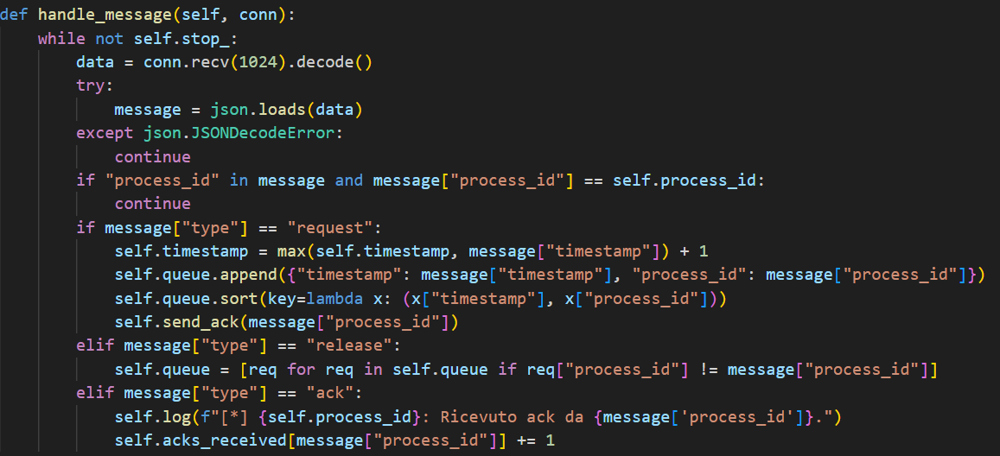 def handle_message(self, conn):
    while not self.stop_:
        data = conn.recv(1024).decode()
        try:
            message = json.loads(data)
        except json.JSONDecodeError:
            continue
        if "process_id" in message and message["process_id"] == self.process_id:
            continue
        if message["type"] == "request":
            self.timestamp = max(self.timestamp, message["timestamp"]) + 1
            self.queue.append({"timestamp": message["timestamp"], "process_id": message["process_id"]})
            self.queue.sort(key=lambda x: (x["timestamp"], x["process_id"]))
            self.send_ack(message["process_id"])
        elif message["type"] == "release":
            self.queue = [req for req in self.queue if req["process_id"] != message["process_id"]]
        elif message["type"] == "ack":
            self.log(f"[*] {self.process_id}: Ricevuto ack da {message['process_id']}.")
            self.acks_received[message["process_id"]] += 1